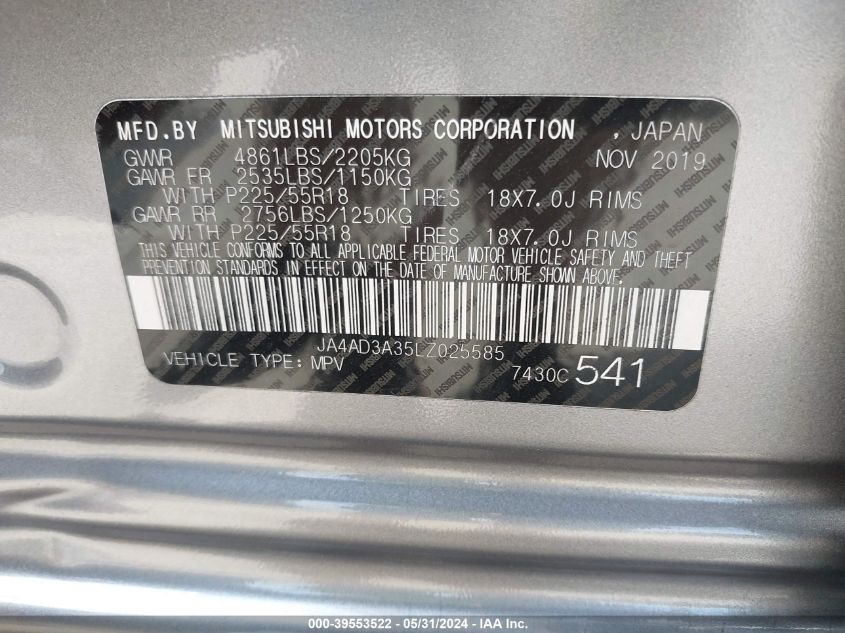 MFD.BY MITSUBISHI MOTORS CORPORATION , JAPAN
GVWR 4861LBS/2205KG NOV 2019
GAWR FR 2535LBS/1150KG
WITH P225/55R18 TIRES 18X7.0J RIMS
GAWR RR 2756LBS/1250KG
WITH P225/55R18 TIRES 18X7.0J RIMS
THIS VEHICLE CONFORMS TO ALL APPLICABLE FEDERAL MOTOR VEHICLE SAFETY AND THEFT
PREVENTION STANDARDS IN EFFECT ON THE DATE OF MANUFACTURE SHOWN ABOVE.
JA4AD3A35LZ025585
VEHICLE TYPE: MPV 7430C 541
000-39553522 - 05/31/2024 - IAA Inc.